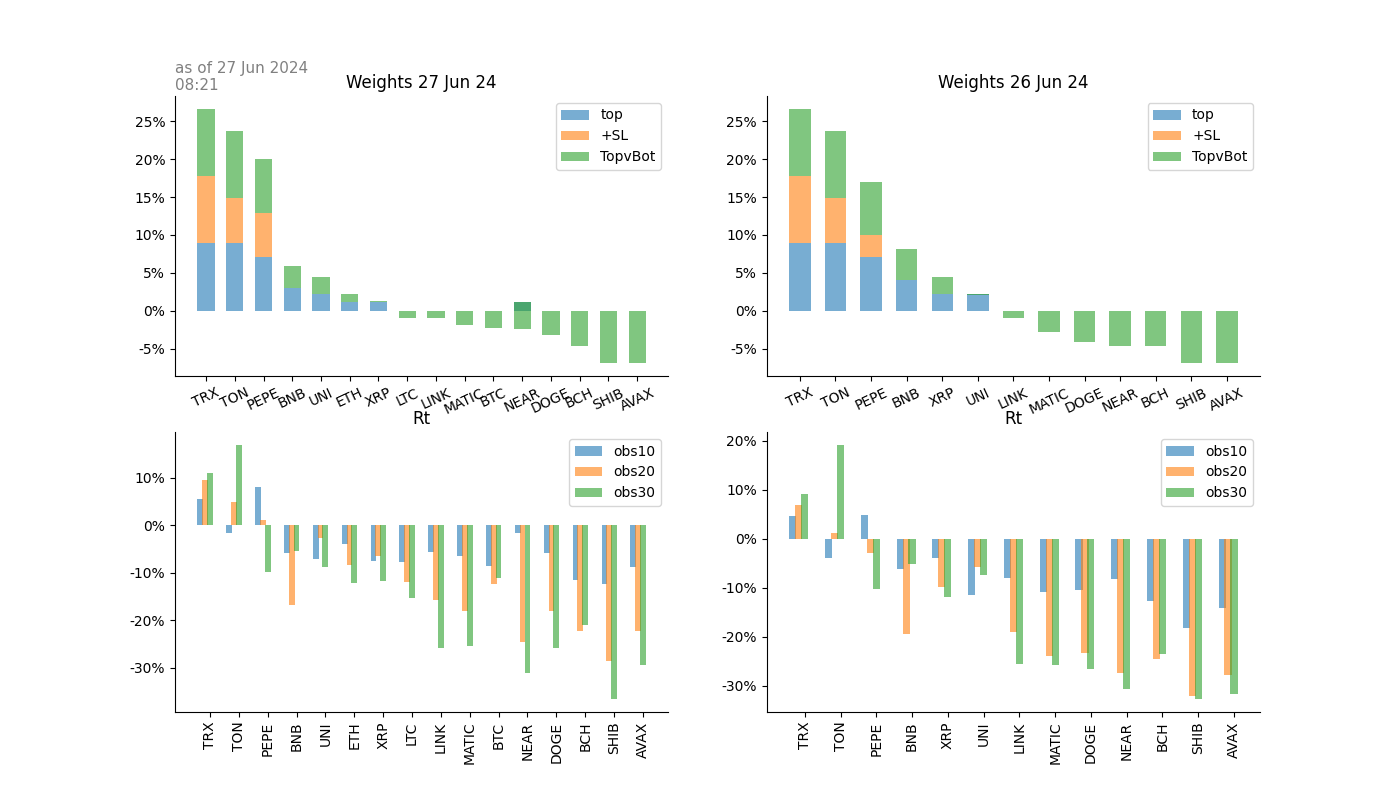 as of 27 Jun 2024
08:21
Weights 27 Jun 24
25%
20%
15%
10%
5%
0%
-5%
top
+SL
TopvBot
TRX TON PEPE BNB UNI ETH XRP LTC LINK MATIC BTC NEAR DOGE BCH SHIB AVAX
Weights 26 Jun 24
25%
20%
15%
10%
5%
0%
-5%
top
+SL
TopvBot
TRX TON PEPE BNB XRP UNI LINK MATIC DOGE NEAR BCH SHIB AVAX
Rt
10%
0%
-10%
-20%
-30%
obs10
obs20
obs30
TRX TON PEPE BNB UNI ETH XRP LTC LINK MATIC BTC NEAR DOGE BCH SHIB AVAX
Rt
20%
10%
0%
-10%
-20%
-30%
obs10
obs20
obs30
TRX TON PEPE BNB XRP UNI LINK MATIC DOGE NEAR BCH SHIB AVAX